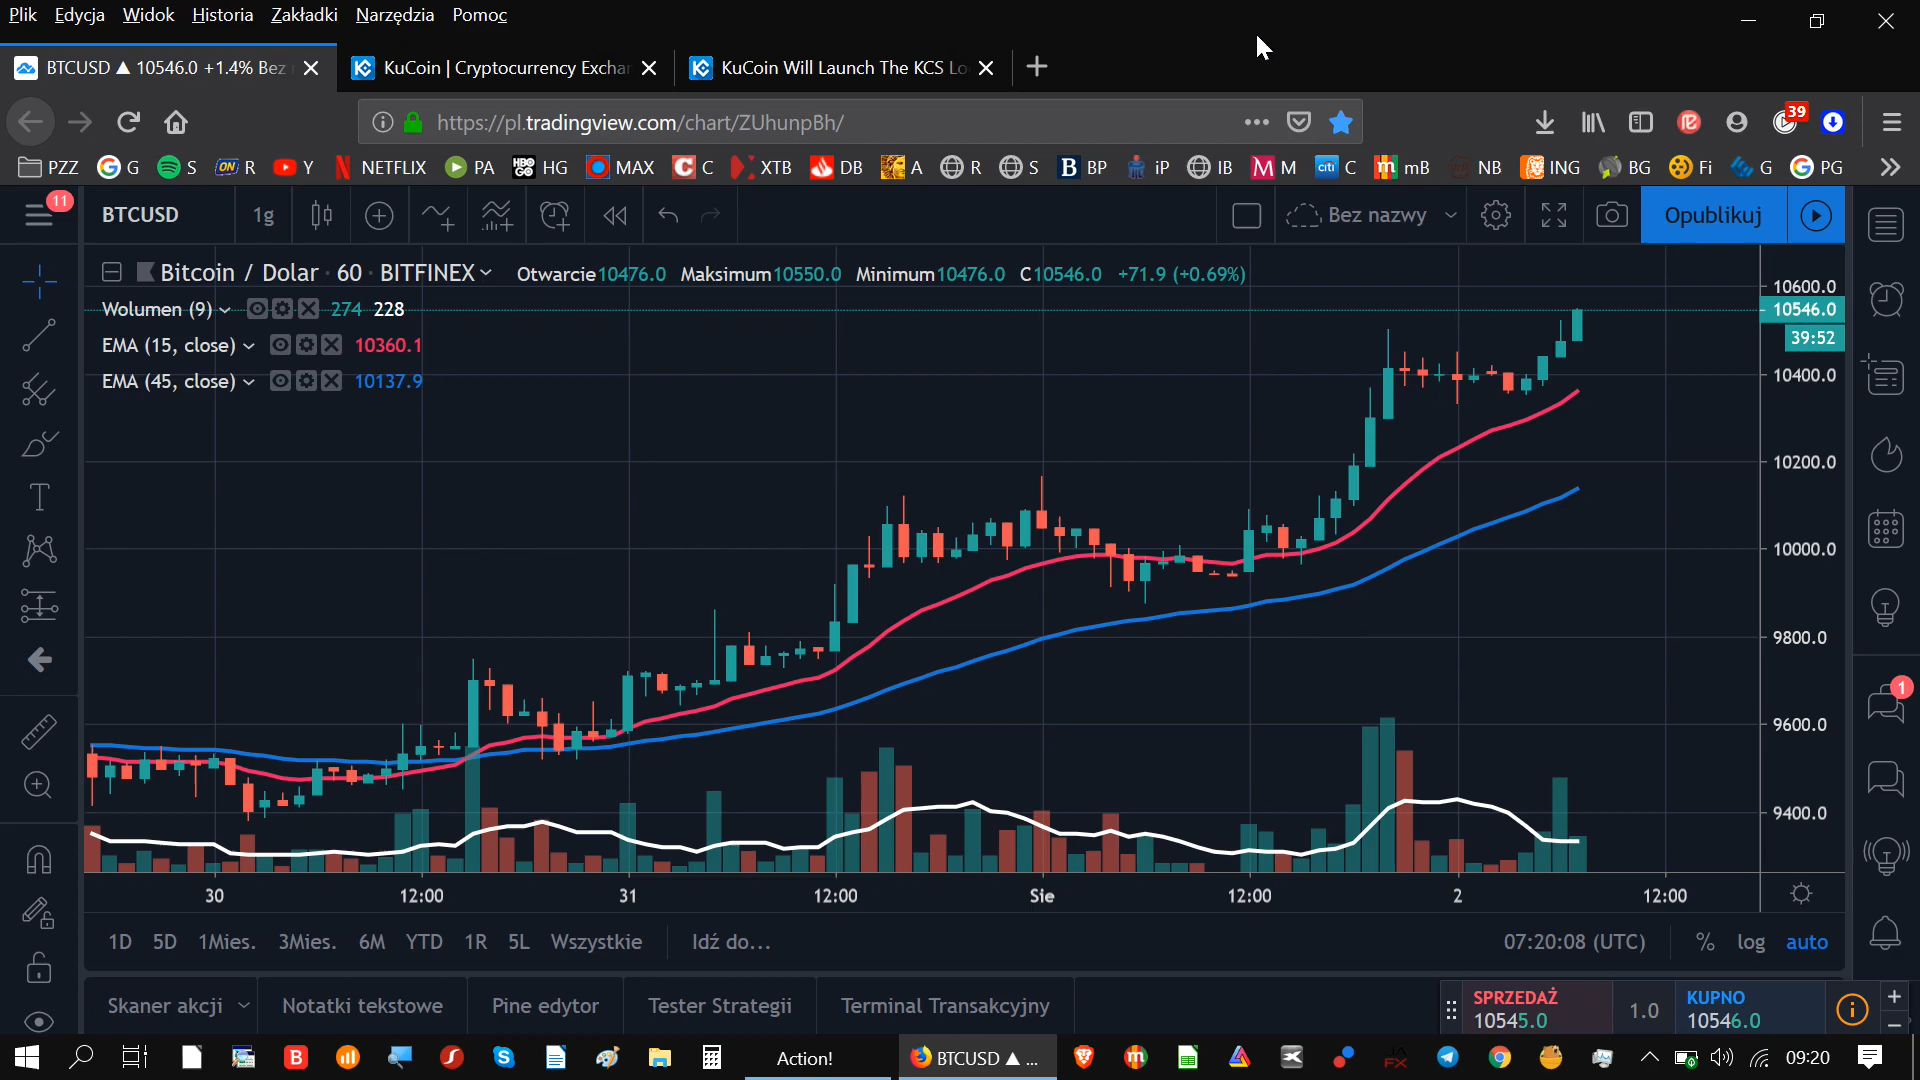 Plik Edycja Widok Historia Zakładki Narzędzia Pomoc
BTCUSD ▲ 10546.0 +1.4% Bez
KuCoin | Cryptocurrency Exchan
KuCoin Will Launch The KCS Lo
https://pl.tradingview.com/chart/ZUhunpBh/
39
PZZ G S ON R Y NETFLIX PA HBO GO HG MAX C XTB DB A R S BP iP IB M citi C mB NB ING BG Fi G PG
11
BTCUSD 1g Bez nazwy Opublikuj
Bitcoin / Dolar · 60 · BITFINEX Otwarcie 10476.0 Maksimum 10550.0 Minimum 10476.0 C 10546.0 +71.9 (+0.69%)
Wolumen (9) 274 228
EMA (15, close) 10360.1
EMA (45, close) 10137.9
10600.0
10546.0
39:52
10400.0
10200.0
10000.0
9800.0
9600.0
9400.0
1
30 12:00 31 12:00 Sie 12:00 2 12:00
1D 5D 1Mies. 3Mies. 6M YTD 1R 5L Wszystkie Idź do... 07:20:08 (UTC) % log auto
Skaner akcji Notatki tekstowe Pine edytor Tester Strategii Terminal Transakcyjny
SPRZEDAŻ
10545.0
1.0
KUPNO
10546.0
Action! BTCUSD ▲ ... 09:20